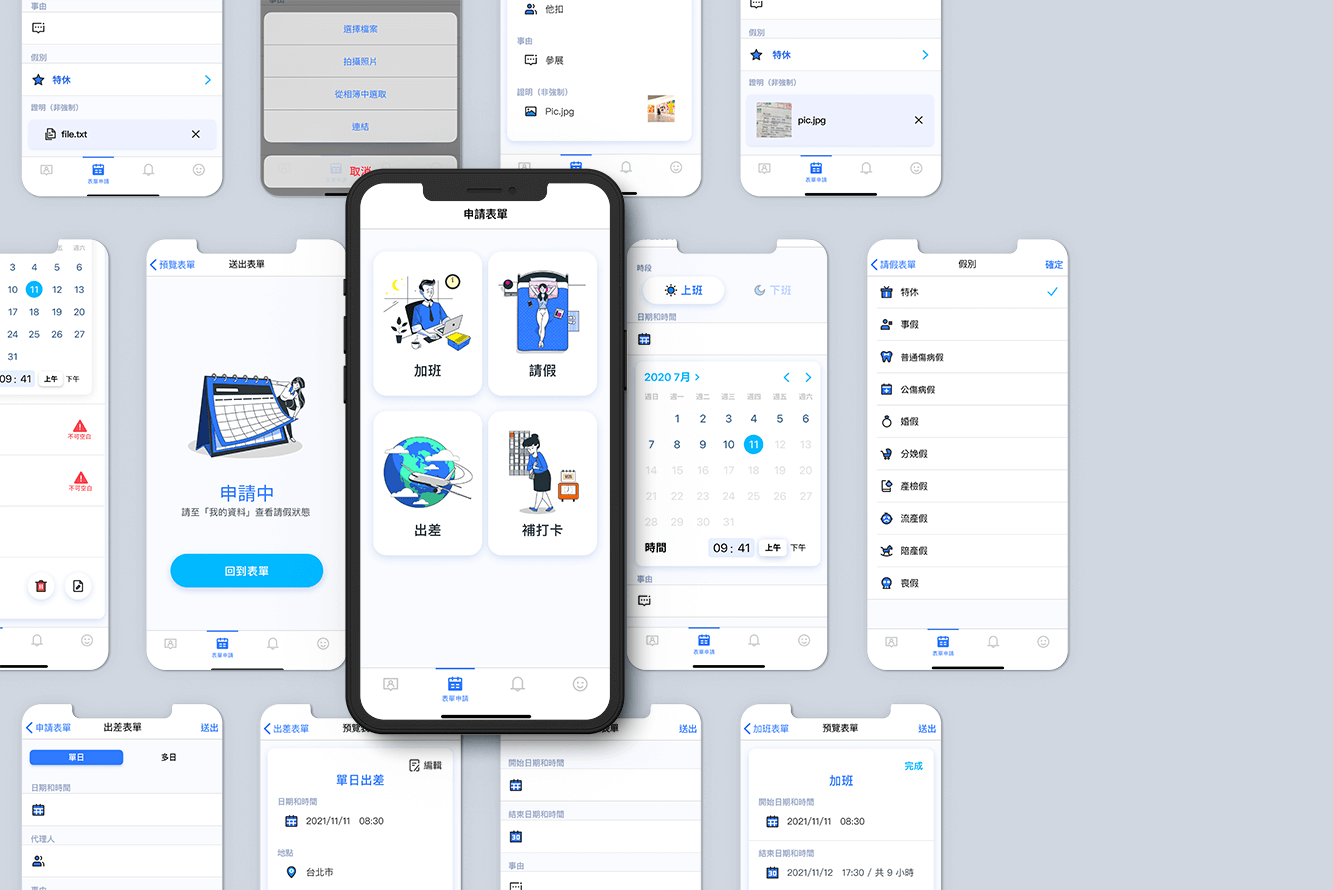 事由
假別
特休
證明（非強制）
file.txt
表單申請
選擇檔案
拍攝照片
從相簿中選取
連結
取消
他扣
事由
參展
證明（非強制）
Pic.jpg
假別
特休
證明（非強制）
pic.jpg
表單申請
週六
3 4 5 6
10 11 12 13
17 18 19 20
24 25 26 27
31
09: 41 上午 下午
不可空白
不可空白
預覽表單 送出表單
申請中
請至「我的資料」查看請假狀態
回到表單
表單申請
申請表單
加班
請假
出差
補打卡
表單申請
時段
上班 下班
日期和時間
2020 7月
週日 週一 週二 週三 週四 週五 週六
1 2 3 4 5 6
7 8 9 10 11 12 13
14 15 16 17 18 19 20
21 22 23 24 25 26 27
28 29 30 31
時間 09: 41 上午 下午
事由
表單申請
請假表單 假別 確定
特休
事假
普通傷病假
公傷病假
婚假
分娩假
產檢假
流產假
陪產假
喪假
表單申請
申請表單 出差表單 送出
單日 多日
日期和時間
代理人
出差表單 預覽
編輯
單日出差
日期和時間
2021/11/11 08:30
地點
台北市
單 送出
開始日期和時間
結束日期和時間
30
事由
加班表單 預覽表單 送出
完成
加班
開始日期和時間
2021/11/11 08:30
結束日期和時間
30 2021/11/12 17:30 / 共 9 小時